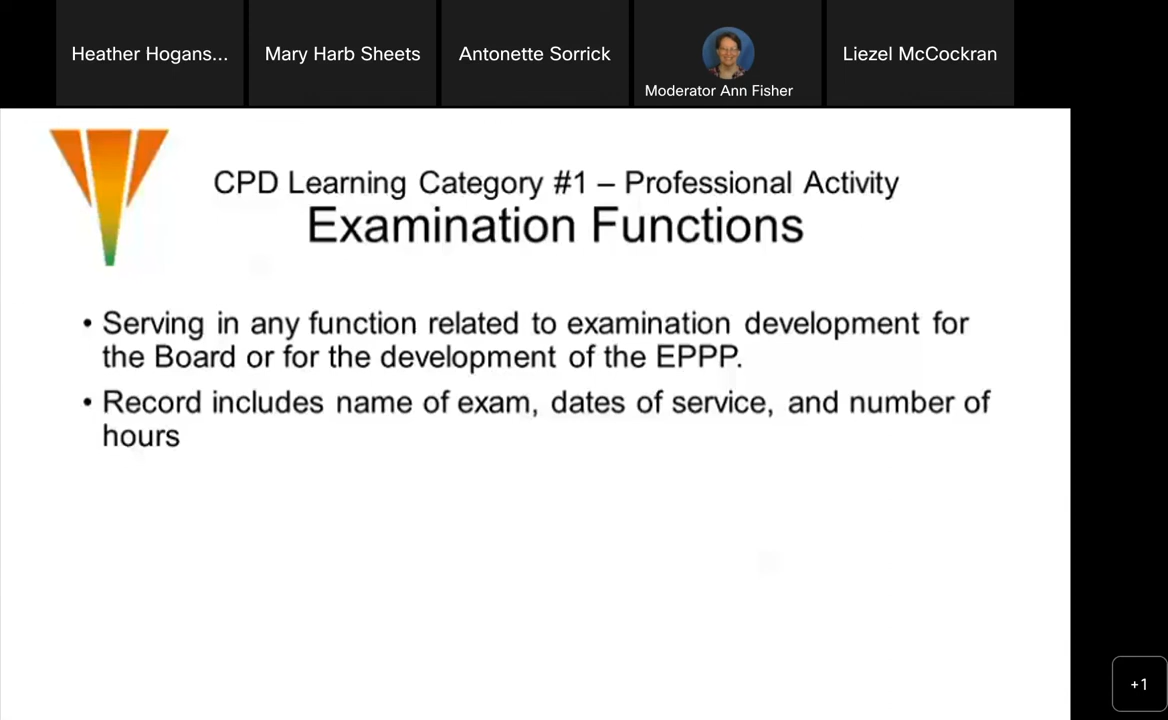 Heather Hogans...
Mary Harb Sheets
Antonette Sorrick
Moderator Ann Fisher
Liezel McCockran
CPD Learning Category #1 – Professional Activity
Examination Functions
• Serving in any function related to examination development for
the Board or for the development of the EPPP.
• Record includes name of exam, dates of service, and number of
hours
+1